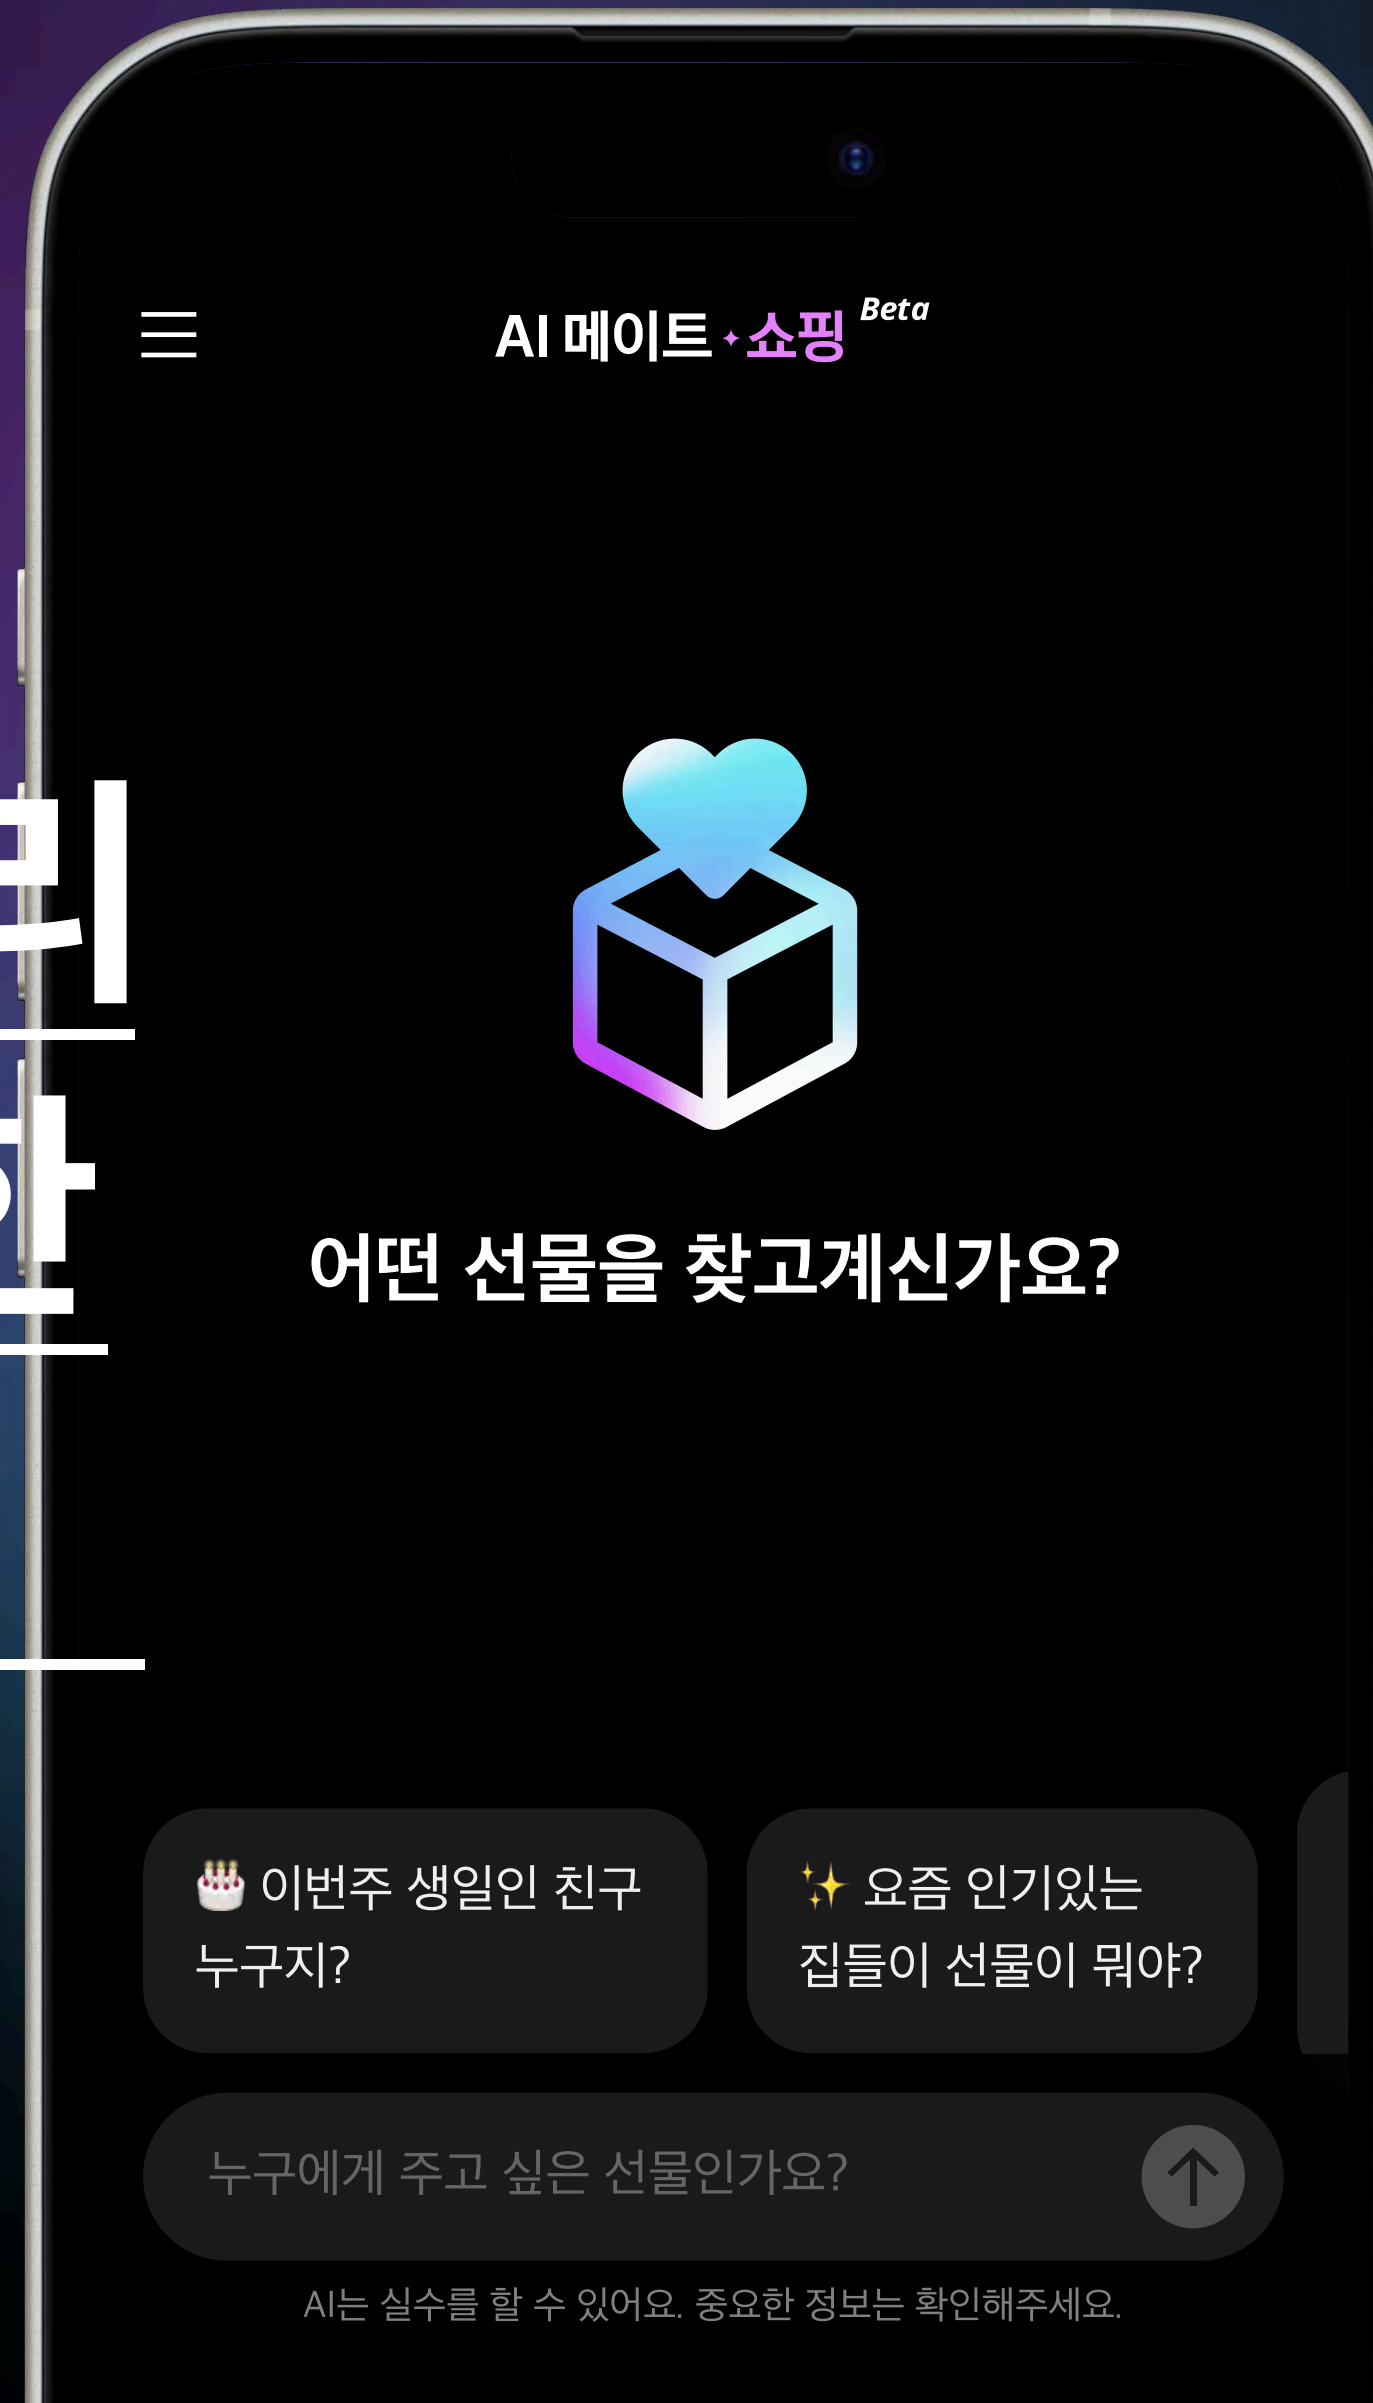 AI 메이트✦쇼핑 Beta
리
어떤 선물을 찾고계신가요?
🎂 이번주 생일인 친구
누구지?
✨ 요즘 인기있는
집들이 선물이 뭐야?
누구에게 주고 싶은 선물인가요?
AI는 실수를 할 수 있어요. 중요한 정보는 확인해주세요.